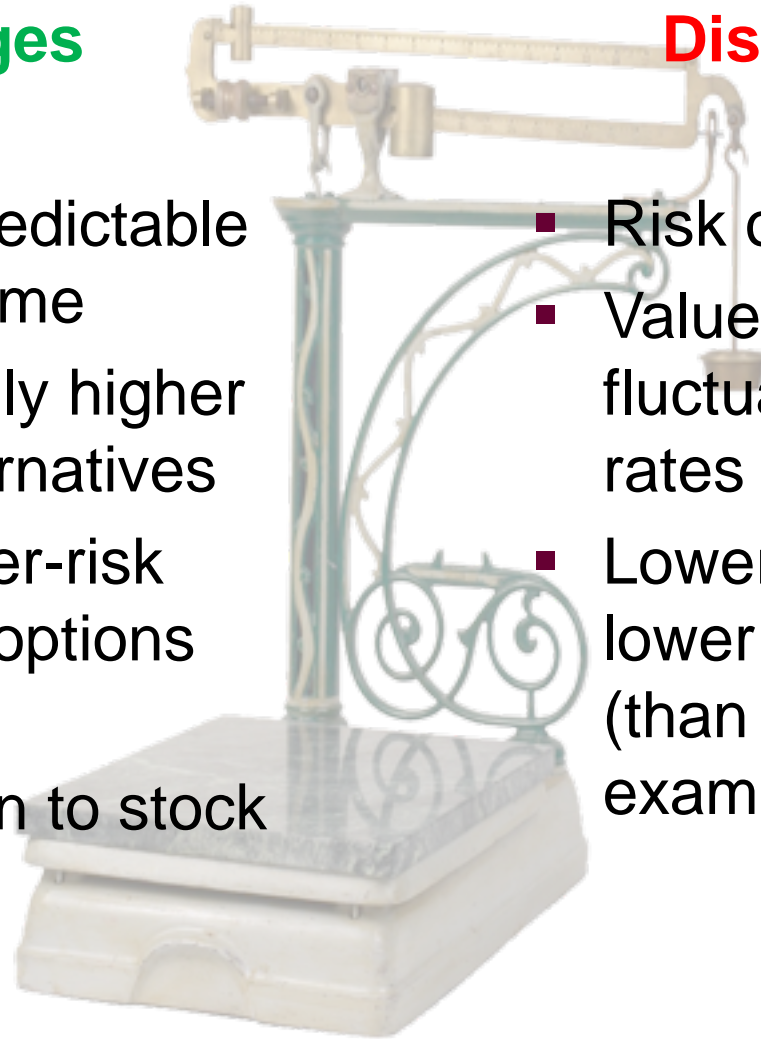 ges
Dis
edictable
me
ly higher
rnatives
er-risk
options
n to stock
▪ Risk
▪ Value
fluctua
rates
▪ Lower
lower
(than
exam